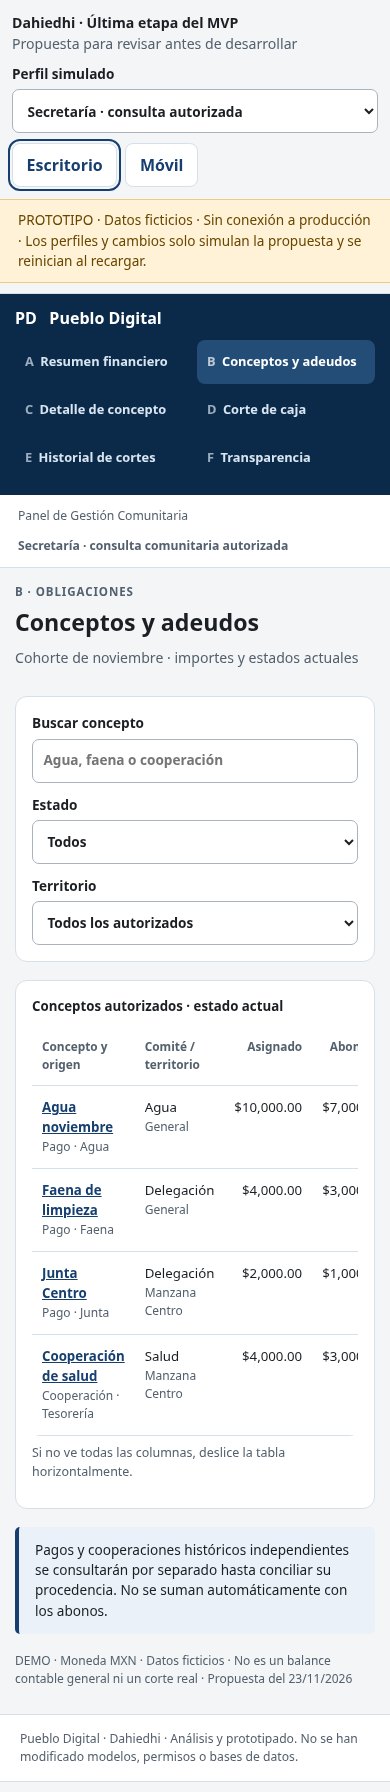 Dahiedhi · Última etapa del MVP
Propuesta para revisar antes de desarrollar
Perfil simulado
Secretaría · consulta autorizada
Escritorio
Móvil
PROTOTIPO · Datos ficticios · Sin conexión a producción
· Los perfiles y cambios solo simulan la propuesta y se
reinician al recargar.
PD Pueblo Digital
A Resumen financiero
B Conceptos y adeudos
C Detalle de concepto
D Corte de caja
E Historial de cortes
F Transparencia
Panel de Gestión Comunitaria
Secretaría · consulta comunitaria autorizada
B · OBLIGACIONES
Conceptos y adeudos
Cohorte de noviembre · importes y estados actuales
Buscar concepto
Agua, faena o cooperación
Estado
Todos
Territorio
Todos los autorizados
Conceptos autorizados · estado actual
Concepto y origen Comité / territorio Asignado
Agua noviembre Agua $10,000.00
Pago · Agua General
Faena de limpieza Delegación $4,000.00
Pago · Faena General
Junta Centro Delegación $2,000.00
Pago · Junta Manzana Centro
Cooperación de salud Salud $4,000.00
Cooperación · Tesorería Manzana Centro
Si no ve todas las columnas, deslice la tabla
horizontalmente.
Pagos y cooperaciones históricos independientes
se consultarán por separado hasta conciliar su
procedencia. No se suman automáticamente con
los abonos.
DEMO · Moneda MXN · Datos ficticios · No es un balance
contable general ni un corte real · Propuesta del 23/11/2026
Pueblo Digital · Dahiedhi · Análisis y prototipado. No se han
modificado modelos, permisos o bases de datos.